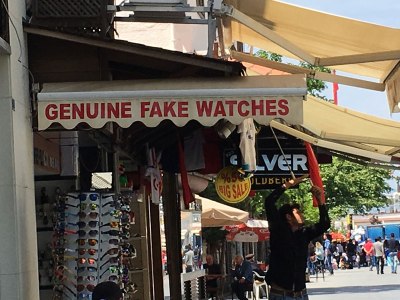 GENUINE FAKE WATCHES
SILVER
BIG SALE